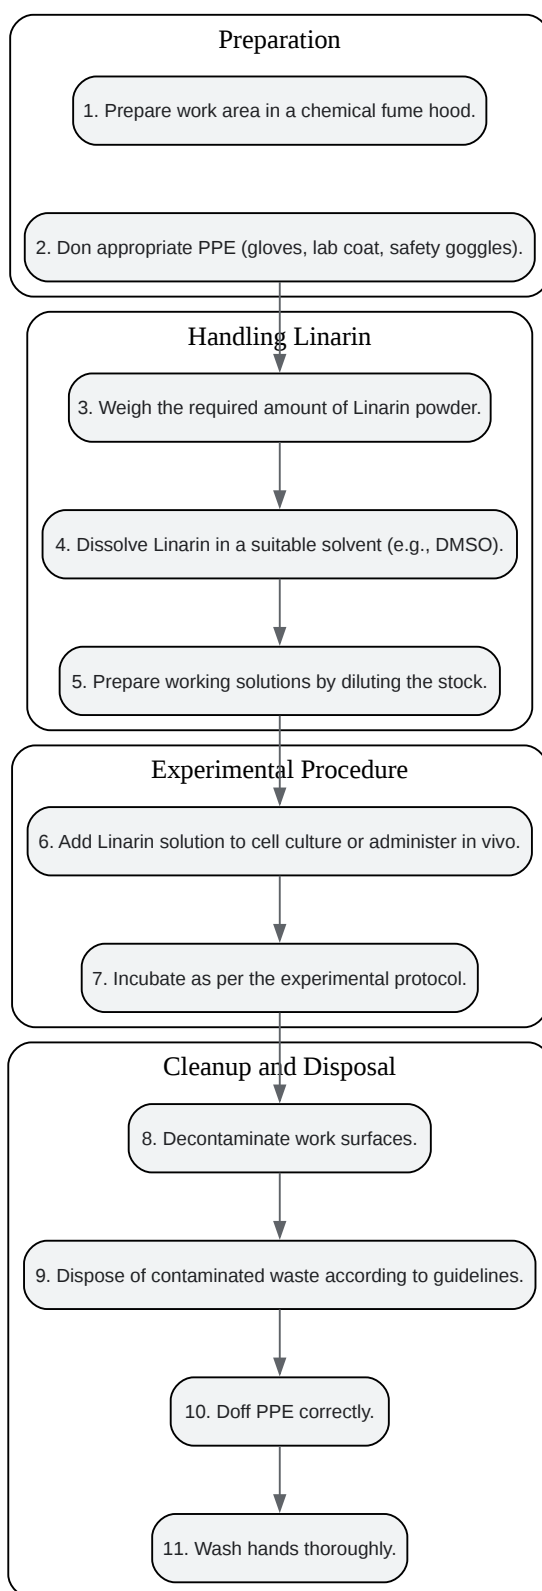 Preparation
1. Prepare work area in a chemical fume hood.
2. Don appropriate PPE (gloves, lab coat, safety goggles).
Handling Linarin
3. Weigh the required amount of Linarin powder.
4. Dissolve Linarin in a suitable solvent (e.g., DMSO).
5. Prepare working solutions by diluting the stock.
Experimental Procedure
6. Add Linarin solution to cell culture or administer in vivo.
7. Incubate as per the experimental protocol.
Cleanup and Disposal
8. Decontaminate work surfaces.
9. Dispose of contaminated waste according to guidelines.
10. Doff PPE correctly.
11. Wash hands thoroughly.